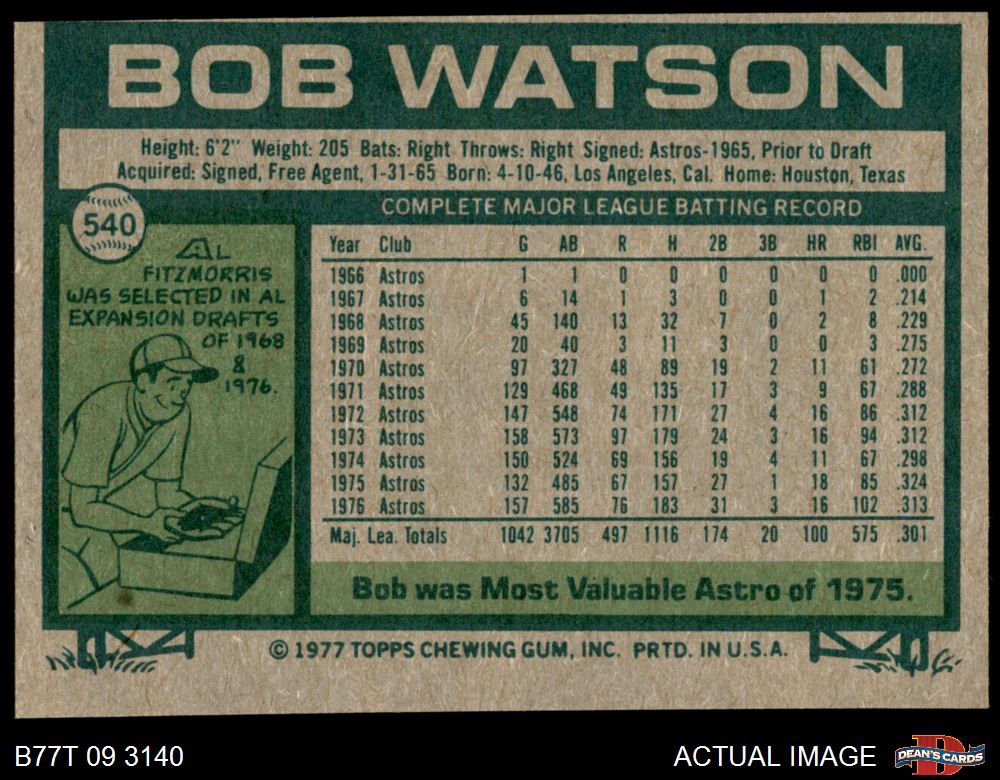 BOB WATSON
Height: 6'2" Weight: 205 Bats: Right Throws: Right Signed: Astros-1965, Prior to Draft
Acquired: Signed, Free Agent, 1-31-65 Born: 4-10-46, Los Angeles, Cal. Home: Houston, Texas
540
AL
FITZMORRIS
WAS SELECTED IN AL
EXPANSION DRAFTS
OF 1968
&
1976.
COMPLETE MAJOR LEAGUE BATTING RECORD
Year Club G AB R H 2B 3B HR RBI AVG.
1966 Astros 1 1 0 0 0 0 0 0 .000
1967 Astros 6 14 1 3 0 0 1 2 .214
1968 Astros 45 140 13 32 7 0 2 8 .229
1969 Astros 20 40 3 11 3 0 0 3 .275
1970 Astros 97 327 48 89 19 2 11 61 .272
1971 Astros 129 468 49 135 17 3 9 67 .288
1972 Astros 147 548 74 171 27 4 16 86 .312
1973 Astros 158 573 97 179 24 3 16 94 .312
1974 Astros 150 524 69 156 19 4 11 67 .298
1975 Astros 132 485 67 157 27 1 18 85 .324
1976 Astros 157 585 76 183 31 3 16 102 .313
Maj. Lea. Totals 1042 3705 497 1116 174 20 100 575 .301
Bob was Most Valuable Astro of 1975.
© 1977 TOPPS CHEWING GUM, INC. PRTD. IN U.S.A.
B77T 09 3140
ACTUAL IMAGE
DEAN'S CARDS